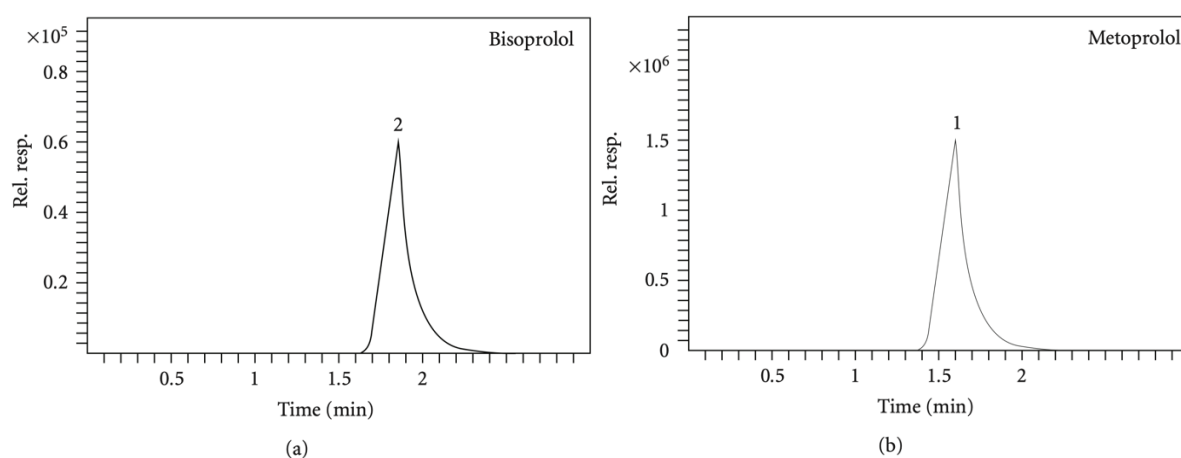 Bisoprolol
×10⁵
0.8
0.6
0.4
0.2
Rel. resp.
2
0.5
1
1.5
2
Time (min)
(a)
Metoprolol
×10⁶
1.5
1
0.5
0
Rel. resp.
1
0.5
1
1.5
2
Time (min)
(b)